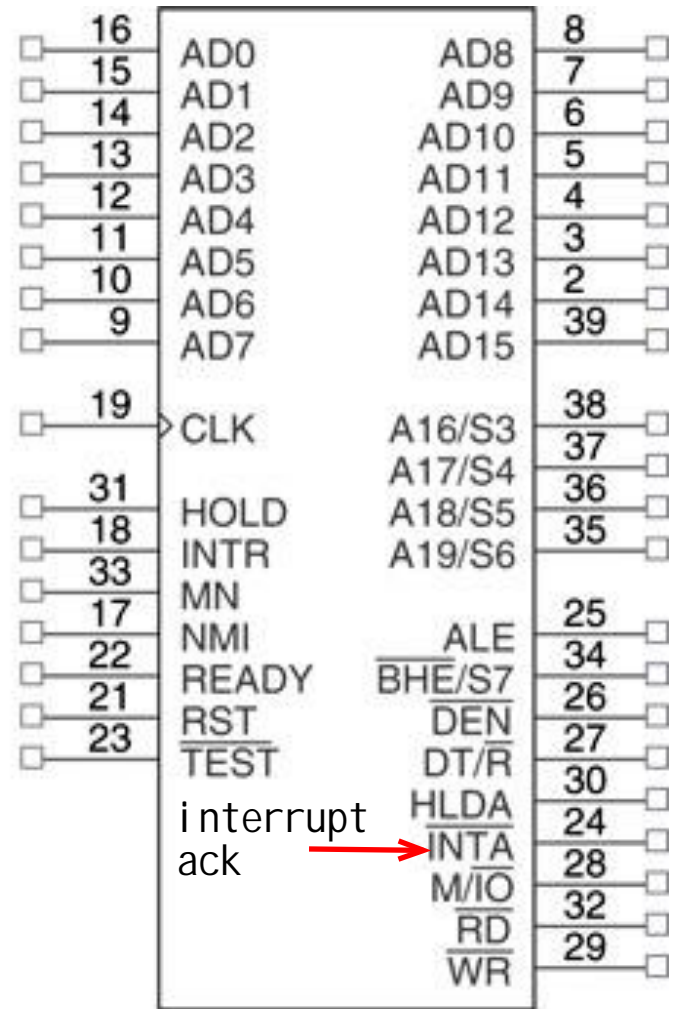 16 AD0 AD8 8
15 AD1 AD9 7
14 AD2 AD10 6
13 AD3 AD11 5
12 AD4 AD12 4
11 AD5 AD13 3
10 AD6 AD14 2
9 AD7 AD15 39
19 CLK A16/S3 38
A17/S4 37
31 HOLD A18/S5 36
18 INTR A19/S6 35
33 MN
17 NMI ALE 25
22 READY BHE/S7 34
21 RST DEN 26
23 TEST DT/R 27
HLDA 30
interrupt
ack
INTA 24
M/IO 28
RD 32
WR 29